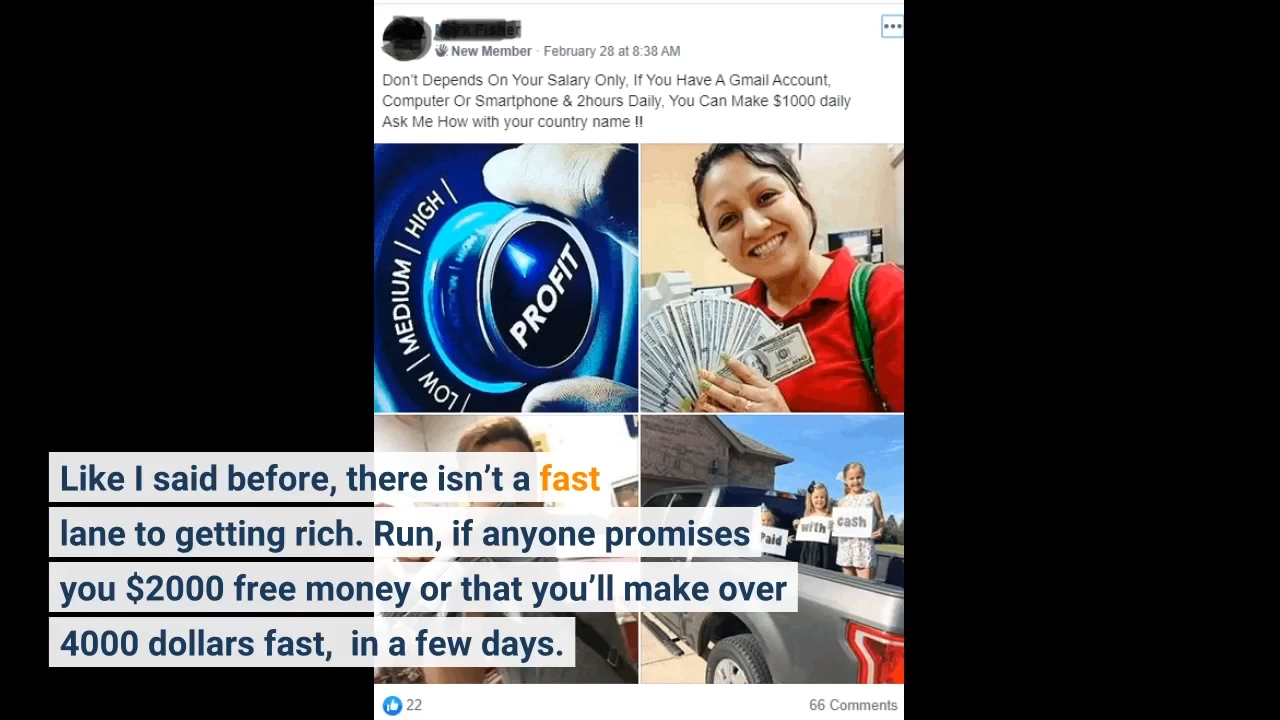 New Member · February 28 at 8:38 AM
Don't Depends On Your Salary Only, If You Have A Gmail Account,
Computer Or Smartphone & 2hours Daily, You Can Make $1000 daily
Ask Me How with your country name !!
LOW | MEDIUM | HIGH |
PROFIT
Paid
with
cash
Like I said before, there isn’t a fast
lane to getting rich. Run, if anyone promises
you $2000 free money or that you’ll make over
4000 dollars fast,  in a few days.
22
66 Comments